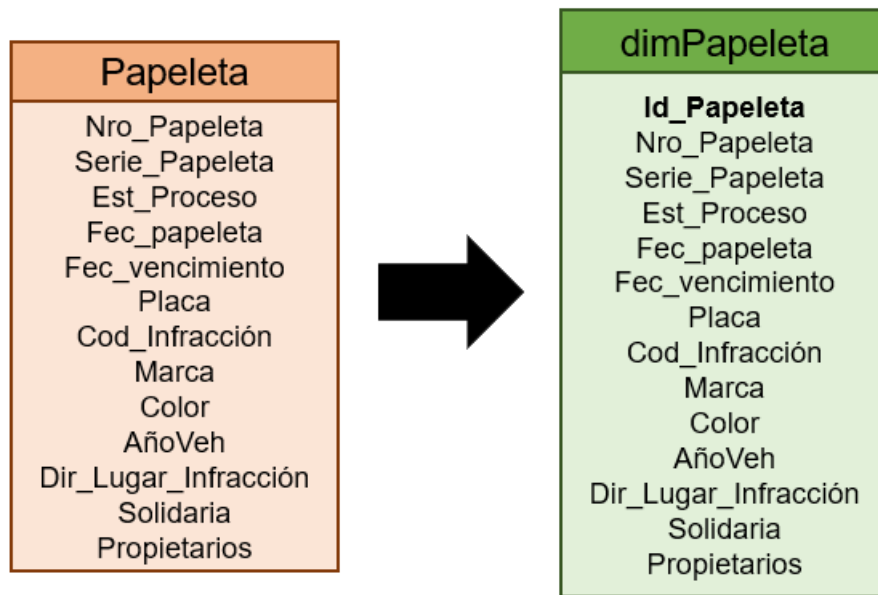 Papeleta
Nro_Papeleta
Serie_Papeleta
Est_Proceso
Fec_papeleta
Fec_vencimiento
Placa
Cod_Infracción
Marca
Color
AñoVeh
Dir_Lugar_Infracción
Solidaria
Propietarios
dimPapeleta
Id_Papeleta
Nro_Papeleta
Serie_Papeleta
Est_Proceso
Fec_papeleta
Fec_vencimiento
Placa
Cod_Infracción
Marca
Color
AñoVeh
Dir_Lugar_Infracción
Solidaria
Propietarios